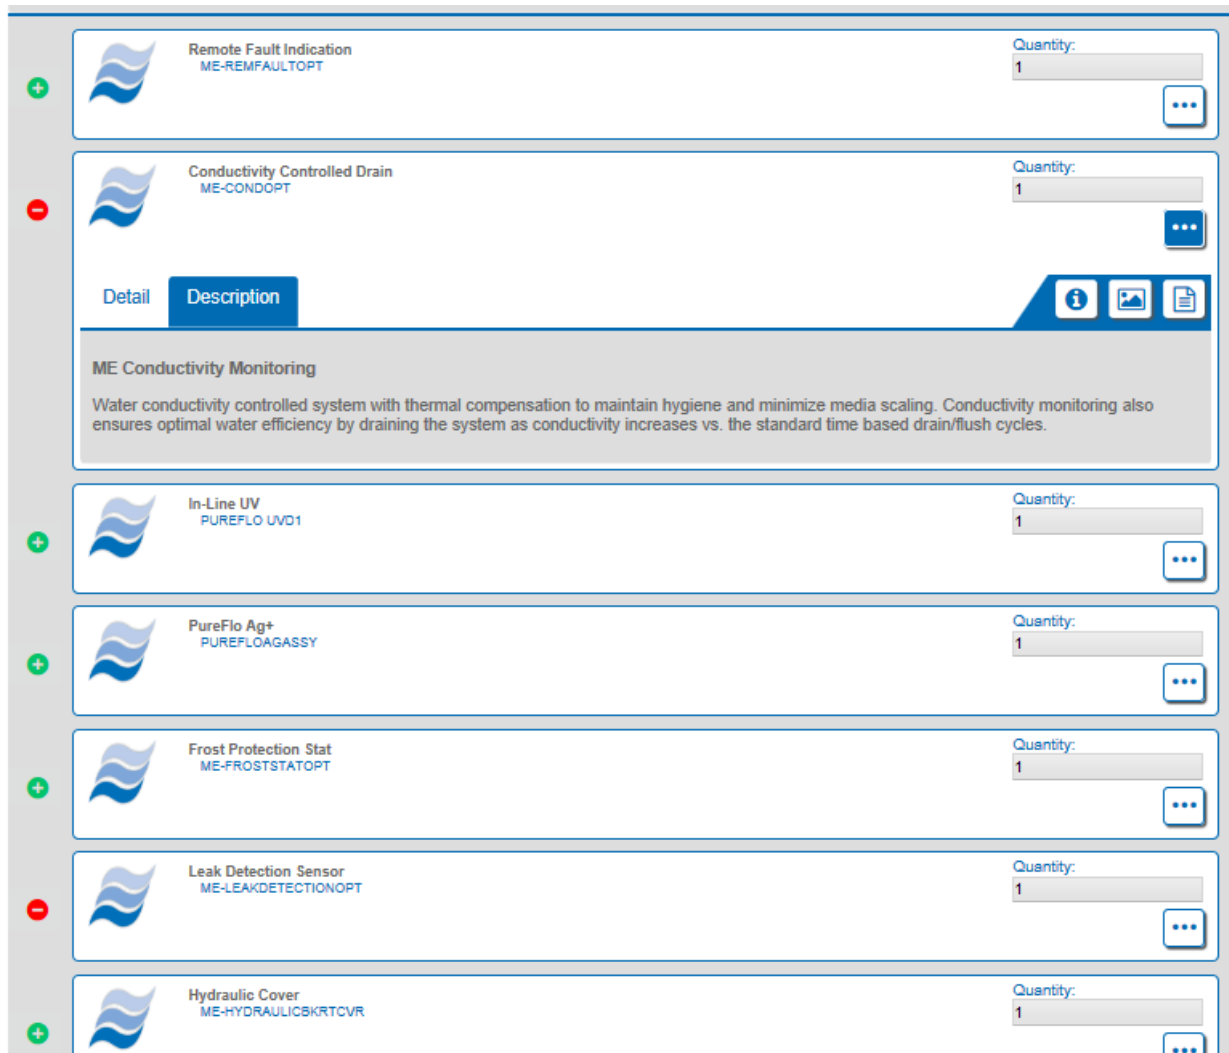 Remote Fault Indication
ME-REMFAULTOPT
Quantity:
1
Conductivity Controlled Drain
ME-CONDOPT
Quantity:
1
Detail
Description
ME Conductivity Monitoring
Water conductivity controlled system with thermal compensation to maintain hygiene and minimize media scaling. Conductivity monitoring also
ensures optimal water efficiency by draining the system as conductivity increases vs. the standard time based drain/flush cycles.
In-Line UV
PUREFLO UVD1
Quantity:
1
PureFlo Ag+
PUREFLOAGASSY
Quantity:
1
Frost Protection Stat
ME-FROSTSTATOPT
Quantity:
1
Leak Detection Sensor
ME-LEAKDETECTIONOPT
Quantity:
1
Hydraulic Cover
ME-HYDRAULICBKRTCVR
Quantity:
1